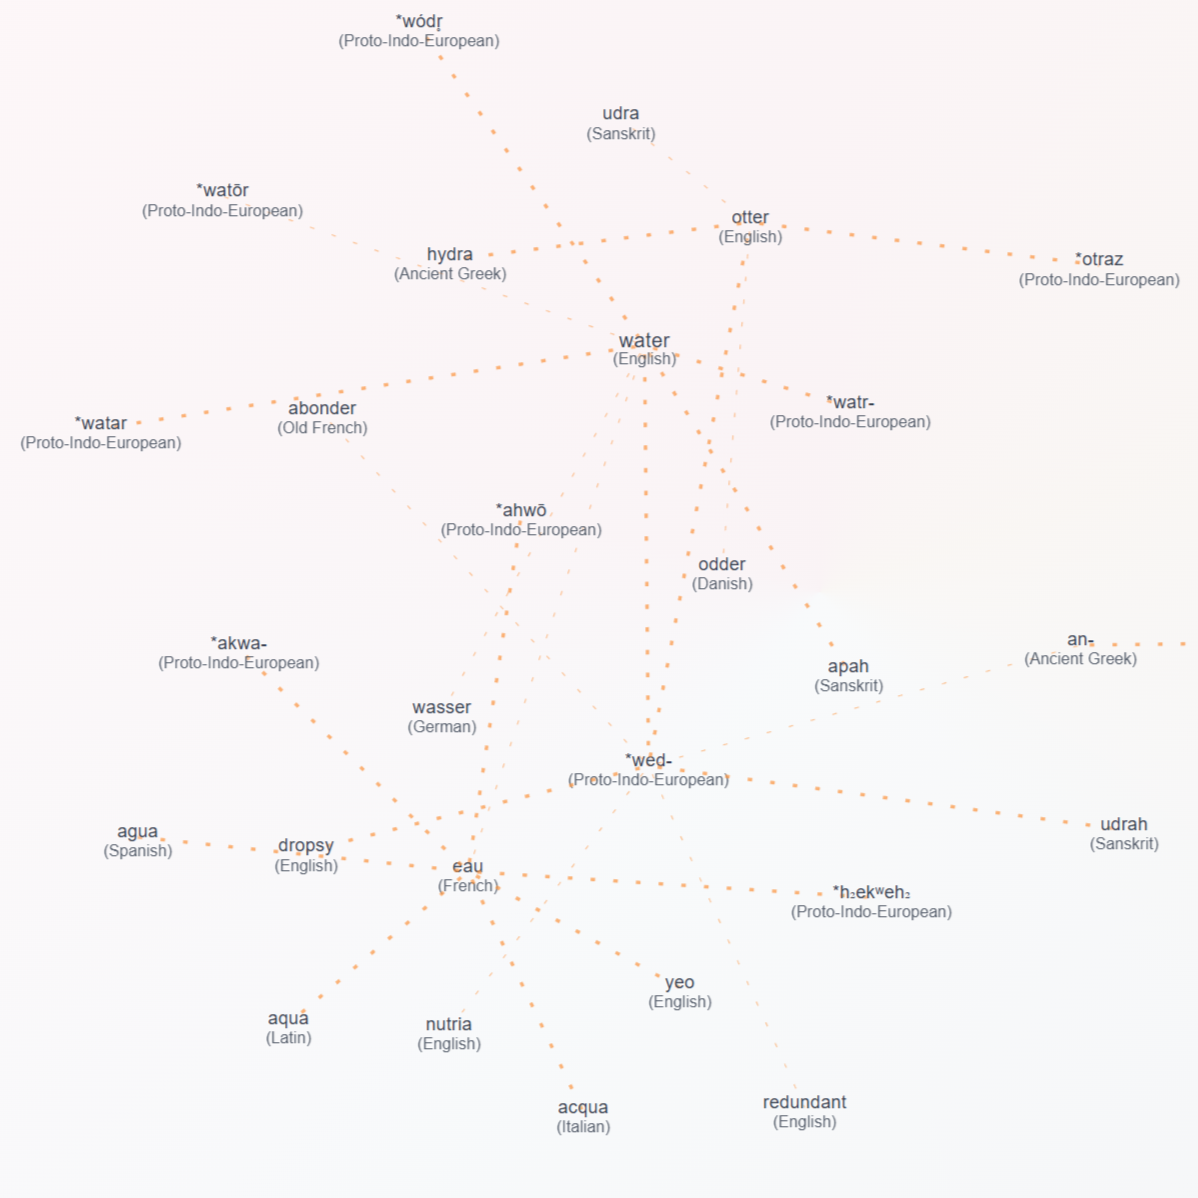 *wódr̥
(Proto-Indo-European)
udra
(Sanskrit)
*watōr
(Proto-Indo-European)
otter
(English)
hydra
(Ancient Greek)
*otraz
(Proto-Indo-European)
water
(English)
*watr-
(Proto-Indo-European)
abonder
(Old French)
*watar
(Proto-Indo-European)
*ahwō
(Proto-Indo-European)
odder
(Danish)
*akwa-
(Proto-Indo-European)
an-
(Ancient Greek)
apah
(Sanskrit)
wasser
(German)
*wed-
(Proto-Indo-European)
agua
(Spanish)
dropsy
(English)
udrah
(Sanskrit)
eau
(French)
*h₂ekʷeh₂
(Proto-Indo-European)
yeo
(English)
aqua
(Latin)
nutria
(English)
acqua
(Italian)
redundant
(English)